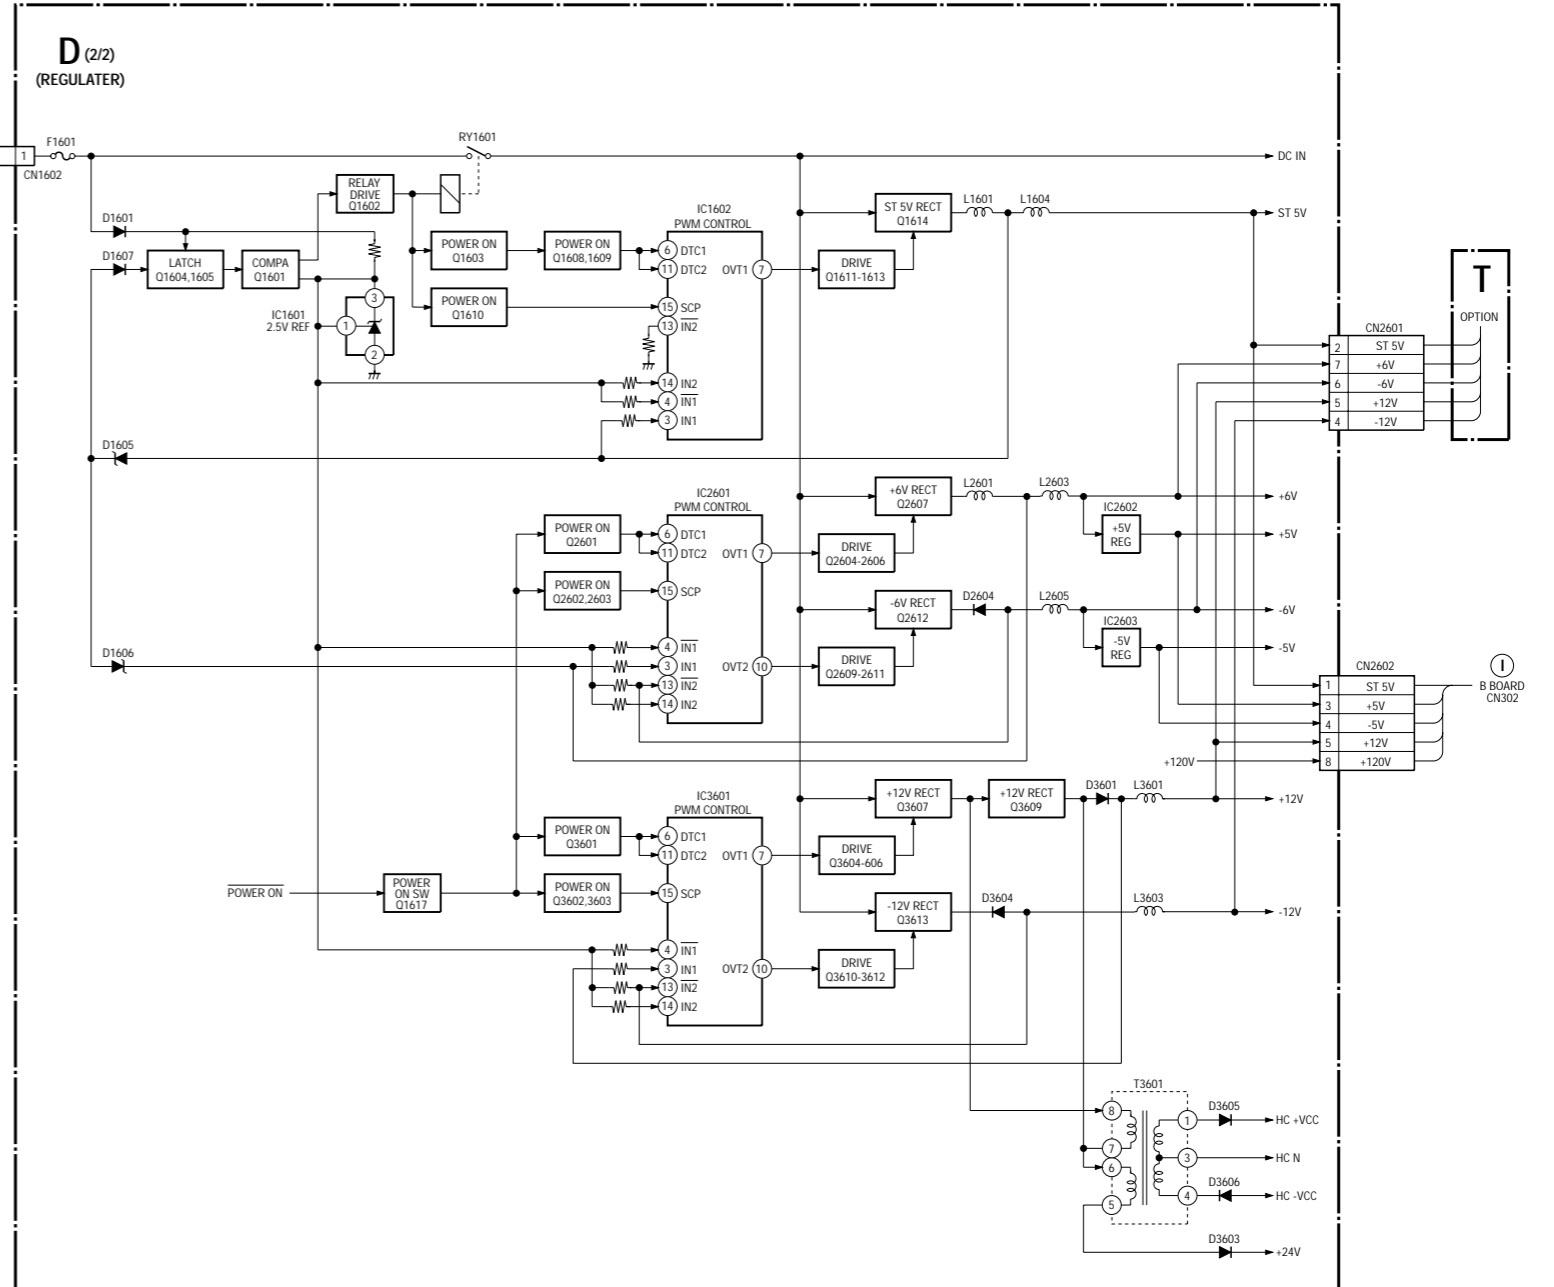 D (2/2)
(REGULATER)
1
CN1602
F1601
RY1601
DC IN
RELAY
DRIVE
Q1602
D1601
D1607
LATCH
Q1604,1605
COMPA
Q1601
IC1601
2.5V REF
3
1
2
POWER ON
Q1603
POWER ON
Q1608,1609
POWER ON
Q1610
IC1602
PWM CONTROL
6 DTC1
11 DTC2
OVT1 7
15 SCP
13 IN2
14 IN2
4 IN1
3 IN1
ST 5V RECT
Q1614
DRIVE
Q1611-1613
L1601
L1604
ST 5V
T
OPTION
CN2601
2 ST 5V
7 +6V
6 -6V
5 +12V
4 -12V
D1605
IC2601
PWM CONTROL
POWER ON
Q2601
POWER ON
Q2602,2603
6 DTC1
11 DTC2
OVT1 7
15 SCP
4 IN1
3 IN1
OVT2 10
13 IN2
14 IN2
+6V RECT
Q2607
DRIVE
Q2604-2606
L2601
L2603
+6V
IC2602
+5V
REG
+5V
-6V RECT
Q2612
DRIVE
Q2609-2611
D2604
L2605
-6V
IC2603
-5V
REG
-5V
D1606
CN2602
1 ST 5V
3 +5V
4 -5V
5 +12V
8 +120V
+120V
I
B BOARD
CN302
IC3601
PWM CONTROL
POWER ON
Q3601
POWER ON
Q3602,3603
POWER ON
POWER
ON SW
Q1617
6 DTC1
11 DTC2
OVT1 7
15 SCP
4 IN1
3 IN1
OVT2 10
13 IN2
14 IN2
+12V RECT
Q3607
+12V RECT
Q3609
DRIVE
Q3604-606
D3601
L3601
+12V
-12V RECT
Q3613
DRIVE
Q3610-3612
D3604
L3603
-12V
T3601
8
7
6
5
1
3
4
D3605
HC +VCC
HC N
D3606
HC -VCC
D3603
+24V